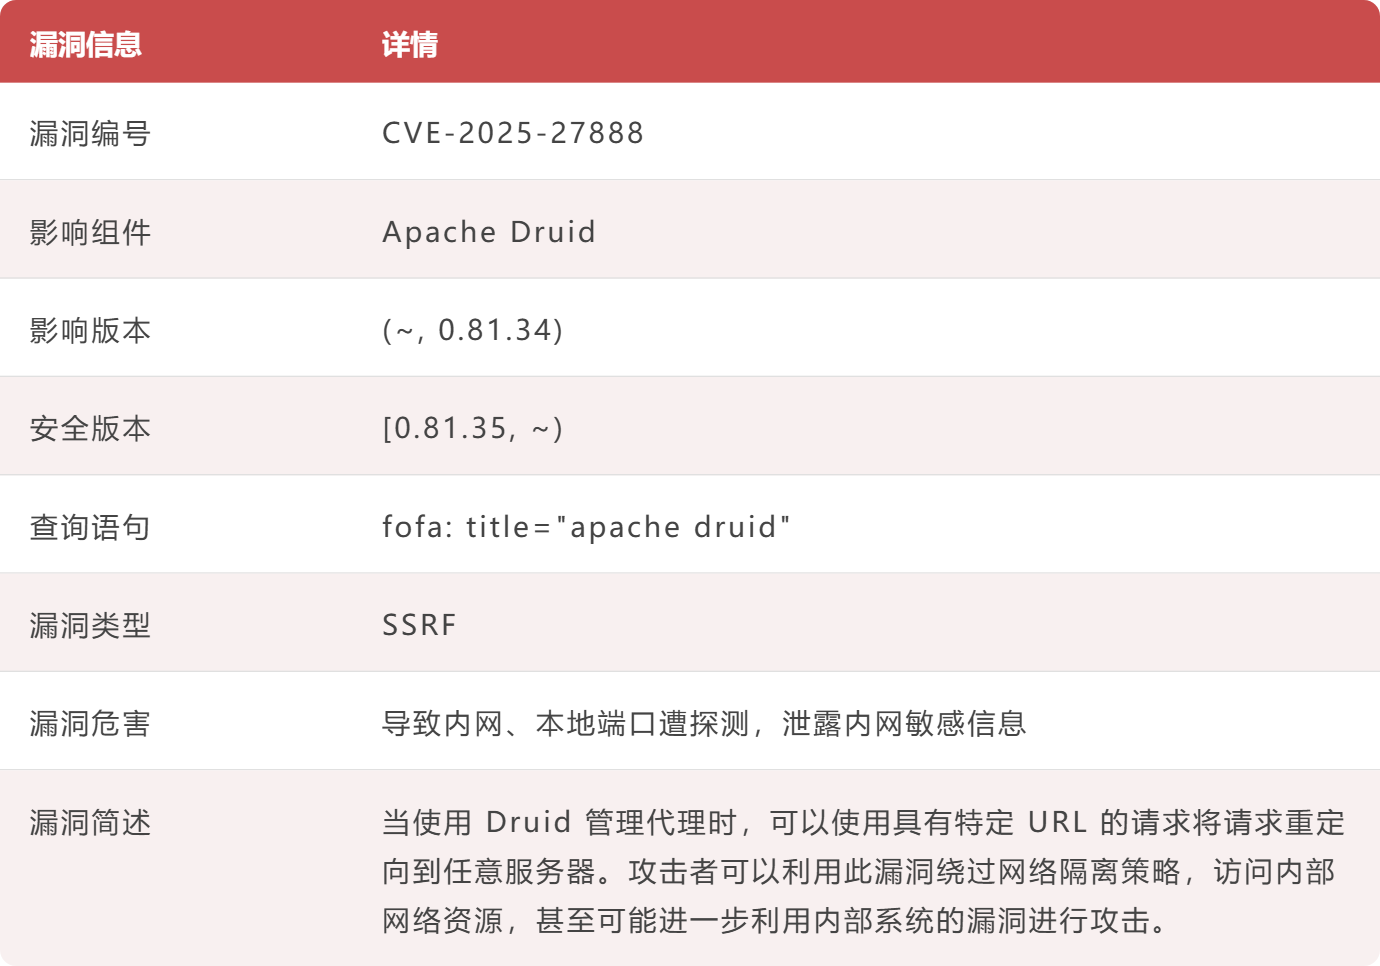 漏洞信息 详情
漏洞编号 CVE-2025-27888
影响组件 Apache Druid
影响版本 (~, 0.81.34)
安全版本 [0.81.35, ~)
查询语句 fofa: title="apache druid"
漏洞类型 SSRF
漏洞危害 导致内网、本地端口遭探测，泄露内网敏感信息
漏洞简述 当使用 Druid 管理代理时，可以使用具有特定 URL 的请求将请求重定
向到任意服务器。攻击者可以利用此漏洞绕过网络隔离策略，访问内部
网络资源，甚至可能进一步利用内部系统的漏洞进行攻击。